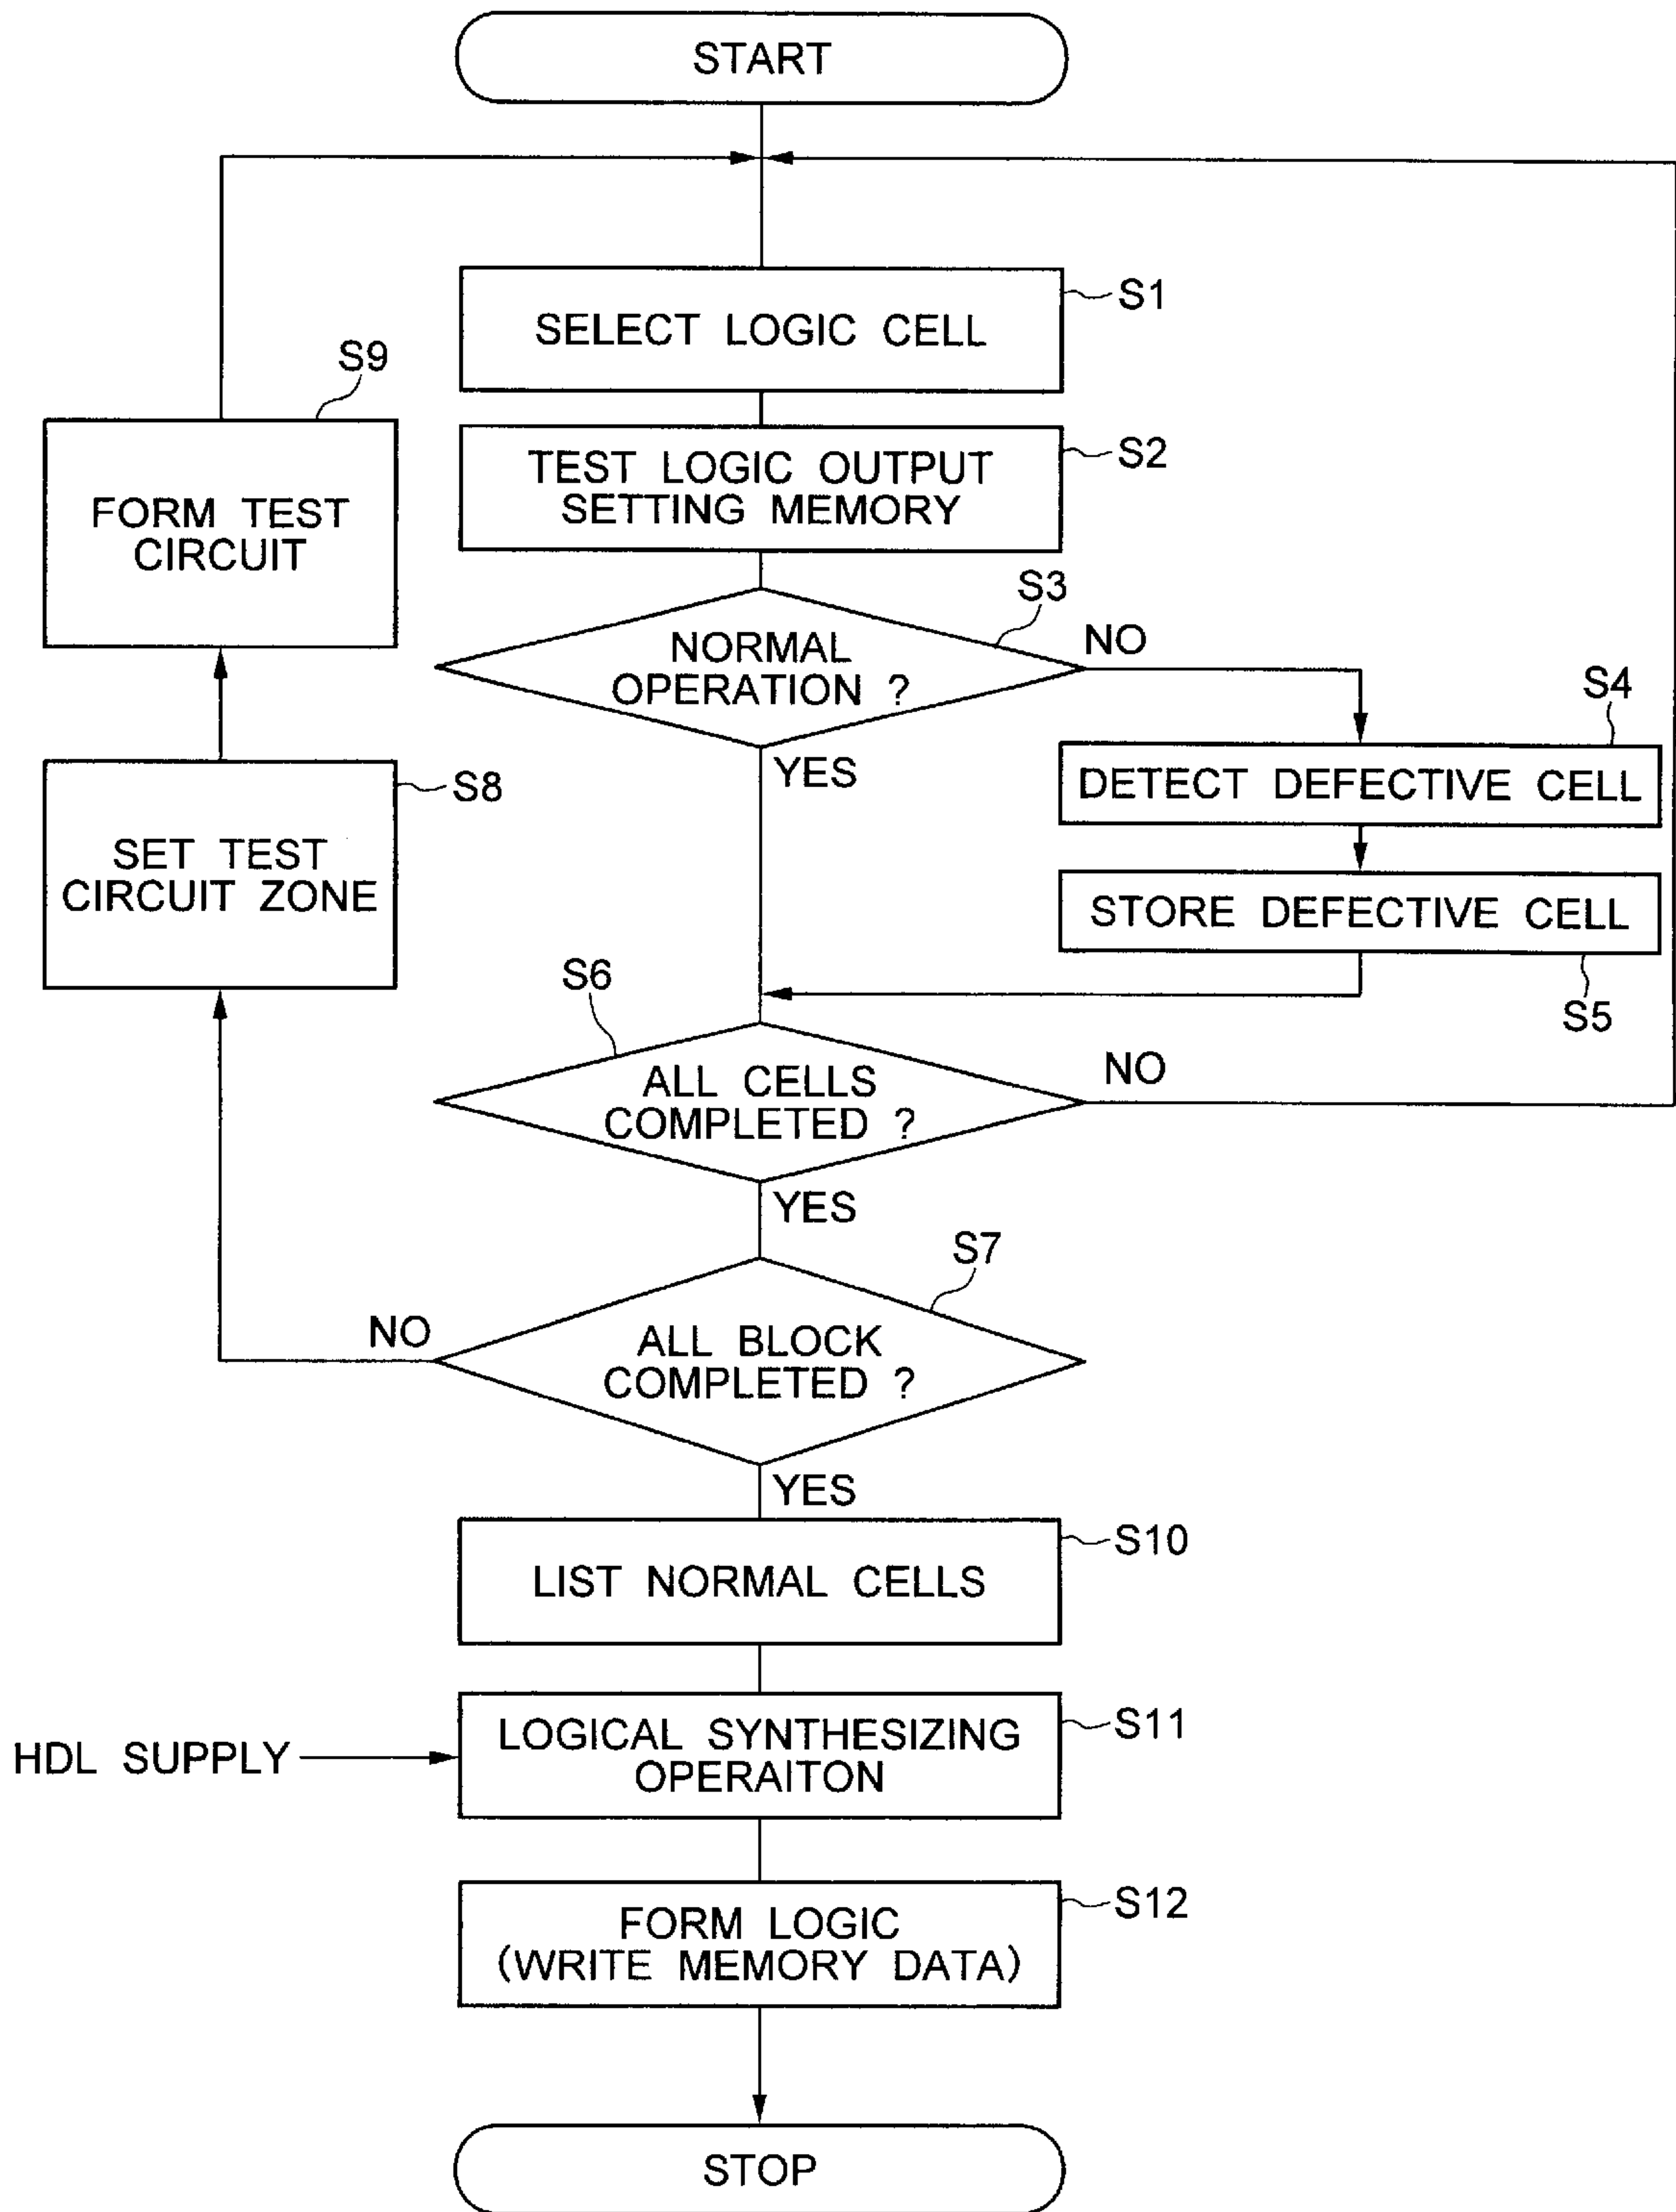 START
SELECT LOGIC CELL
S1
S9
TEST LOGIC OUTPUT
SETTING MEMORY
S2
FORM TEST
CIRCUIT
S3
NORMAL
OPERATION ?
NO
S4
YES
DETECT DEFECTIVE CELL
S8
SET TEST
CIRCUIT ZONE
STORE DEFECTIVE CELL
S6
S5
ALL CELLS
COMPLETED ?
NO
YES
S7
NO
ALL BLOCK
COMPLETED ?
YES
LIST NORMAL CELLS
S10
HDL SUPPLY
LOGICAL SYNTHESIZING
OPERAITON
S11
FORM LOGIC
(WRITE MEMORY DATA)
S12
STOP